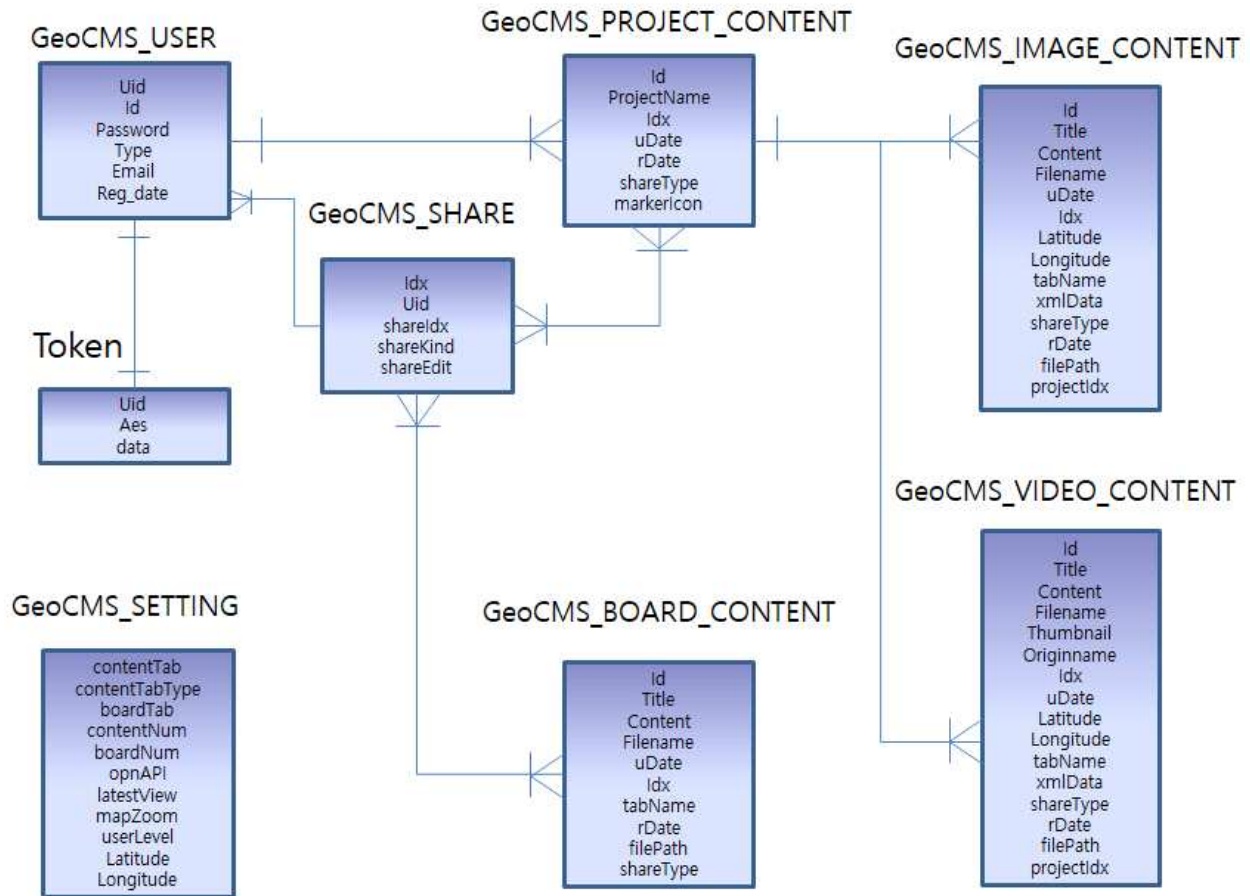 GeoCMS_USER
Uid
Id
Password
Type
Email
Reg_date
GeoCMS_PROJECT_CONTENT
Id
ProjectName
Idx
uDate
rDate
shareType
markerIcon
GeoCMS_IMAGE_CONTENT
Id
Title
Content
Filename
uDate
Idx
Latitude
Longitude
tabName
xmlData
shareType
rDate
filePath
projectIdx
GeoCMS_SHARE
Idx
Uid
shareIdx
shareKind
shareEdit
Token
Uid
Aes
data
GeoCMS_VIDEO_CONTENT
Id
Title
Content
Filename
Thumbnail
Originname
Idx
uDate
Latitude
Longitude
tabName
xmlData
shareType
rDate
filePath
projectIdx
GeoCMS_SETTING
contentTab
contentTabType
boardTab
contentNum
boardNum
opnAPI
latestView
mapZoom
userLevel
Latitude
Longitude
GeoCMS_BOARD_CONTENT
Id
Title
Content
Filename
uDate
Idx
tabName
rDate
filePath
shareType